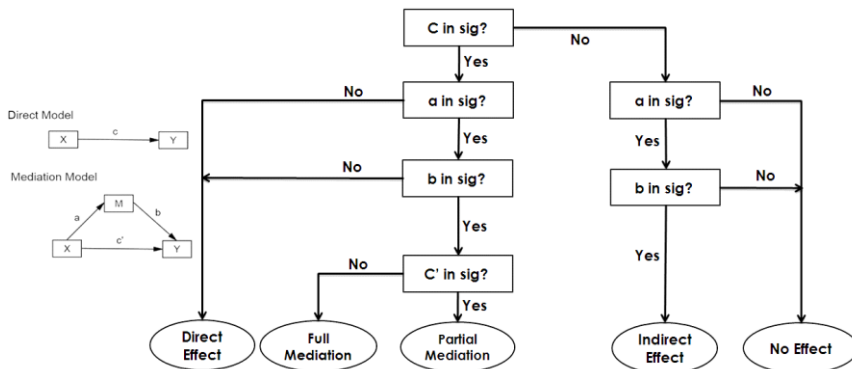 C in sig?
No
Yes
No
a in sig?
a in sig?
No
Direct Model
X
c
Y
Yes
Yes
Mediation Model
No
b in sig?
b in sig?
No
M
a
b
X
c'
Y
Yes
Yes
No
C' in sig?
Yes
Direct
Effect
Full
Mediation
Partial
Mediation
Indirect
Effect
No Effect